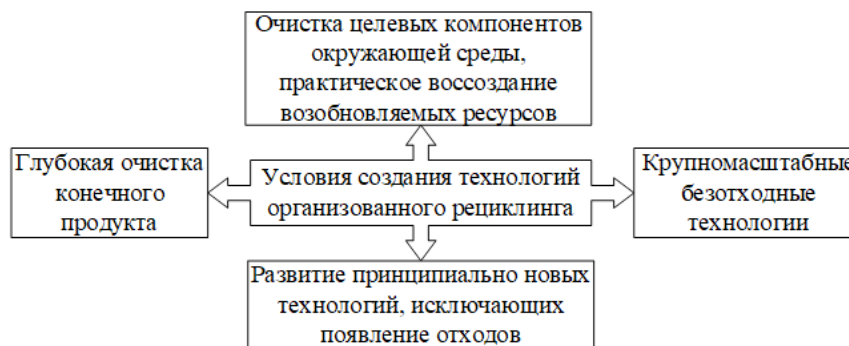 Очистка целевых компонентов
окружающей среды,
практическое воссоздание
возобновляемых ресурсов
Глубокая очистка
конечного
продукта
Условия создания технологий
организованного рециклинга
Крупномасштабные
безотходные
технологии
Развитие принципиально новых
технологий, исключающих
появление отходов